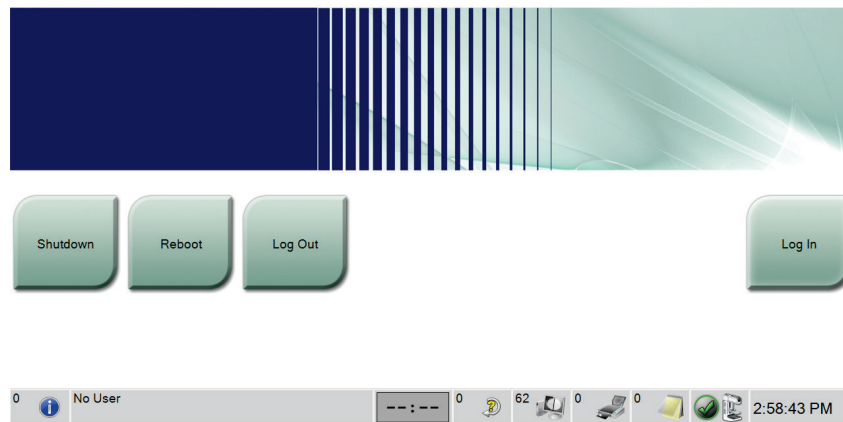 Shutdown
Reboot
Log Out
Log In
0
No User
--:--
0
62
0
0
2:58:43 PM